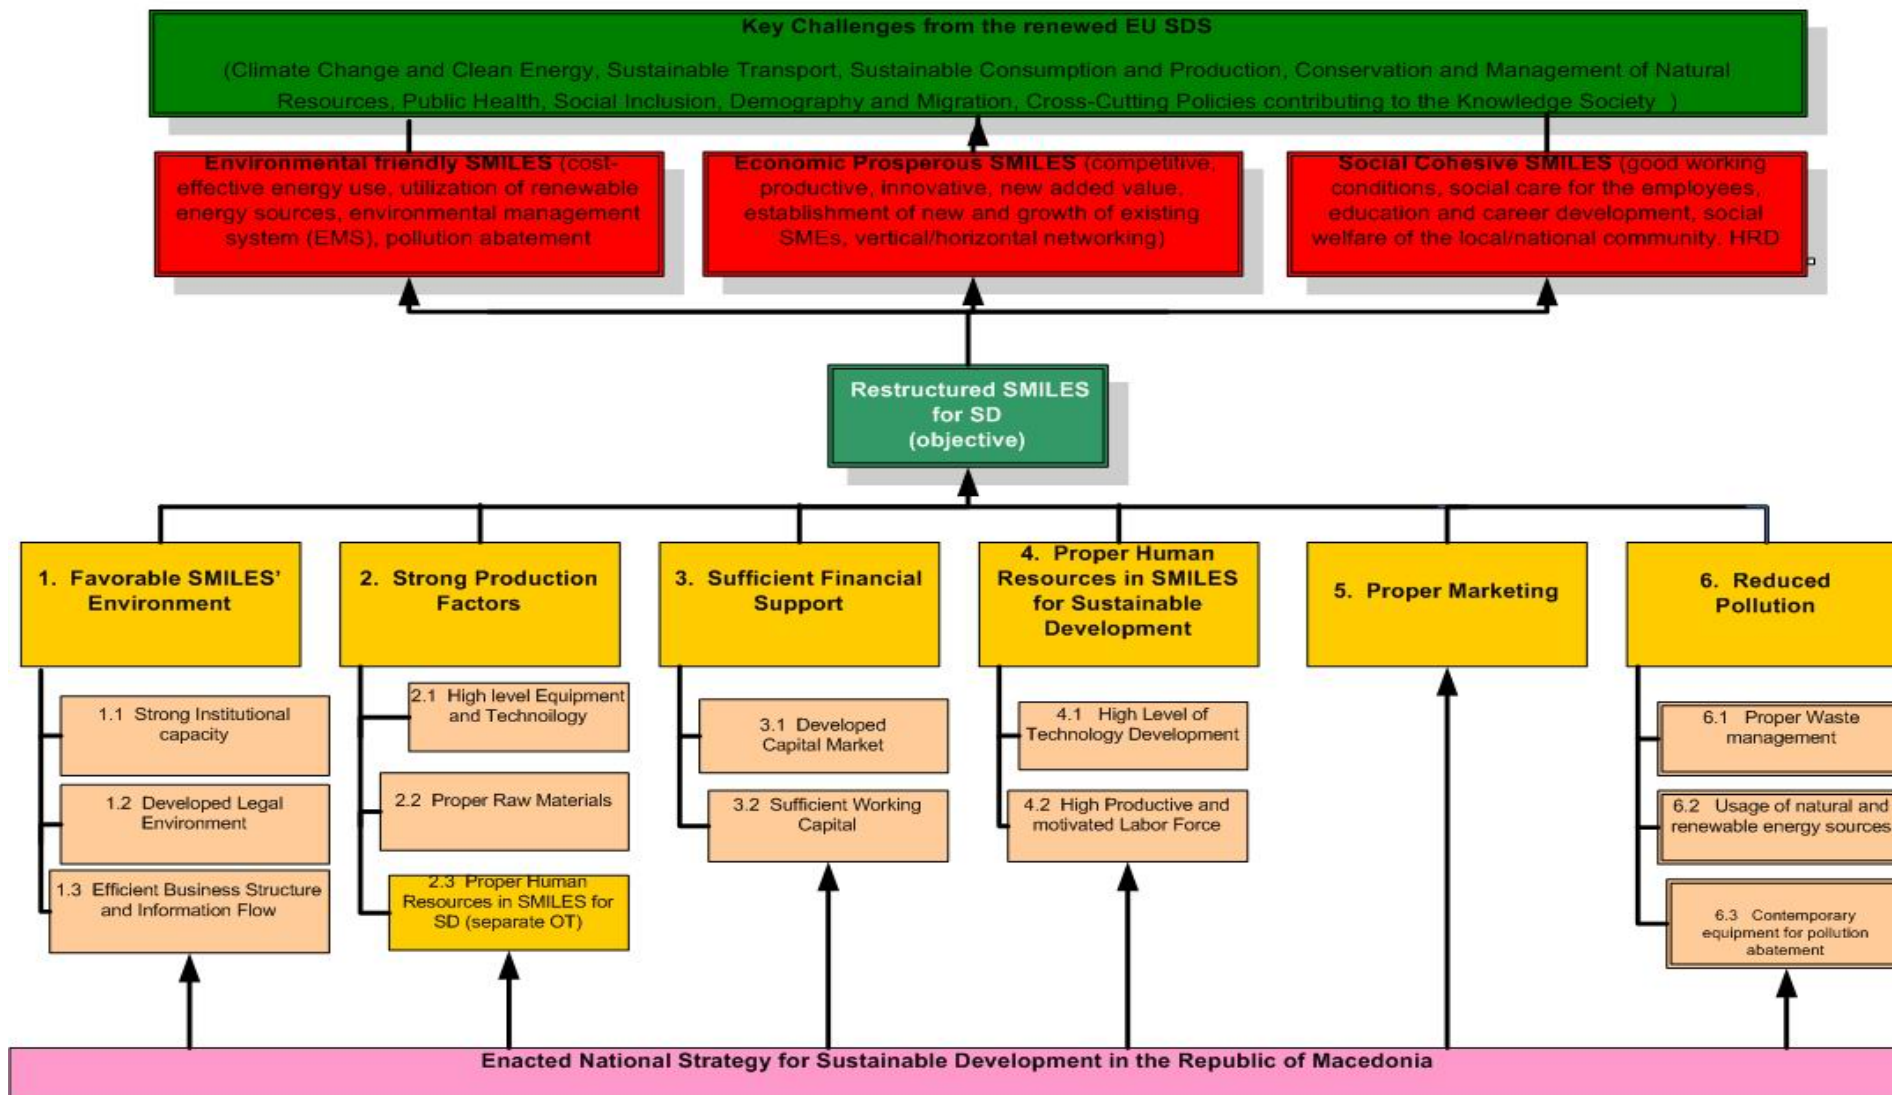 Key Challenges from the renewed EU SDS
(Climate Change and Clean Energy, Sustainable Transport, Sustainable Consumption and Production, Conservation and Management of Natural
Resources, Public Health, Social Inclusion, Demography and Migration, Cross-Cutting Policies contributing to the Knowledge Society )
Environmental friendly SMILES (cost-
effective energy use, utilization of renewable
energy sources, environmental management
system (EMS), pollution abatement
Economic Prosperous SMILES (competitive,
productive, innovative, new added value,
establishment of new and growth of existing
SMEs, vertical/horizontal networking)
Social Cohesive SMILES (good working
conditions, social care for the employees,
education and career development, social
welfare of the local/national community. HRD
Restructured SMILES
for SD
(objective)
1. Favorable SMILES'
Environment
2. Strong Production
Factors
3. Sufficient Financial
Support
4. Proper Human
Resources in SMILES
for Sustainable
Development
5. Proper Marketing
6. Reduced
Pollution
1.1 Strong Institutional
capacity
1.2 Developed Legal
Environment
1.3 Efficient Business Structure
and Information Flow
2.1 High level Equipment
and Technoilogy
2.2 Proper Raw Materials
2.3 Proper Human
Resources in SMILES for
SD (separate OT)
3.1 Developed
Capital Market
3.2 Sufficient Working
Capital
4.1 High Level of
Technology Development
4.2 High Productive and
motivated Labor Force
6.1 Proper Waste
management
6.2 Usage of natural and
renewable energy sources
6.3 Contemporary
equipment for pollution
abatement
Enacted National Strategy for Sustainable Development in the Republic of Macedonia